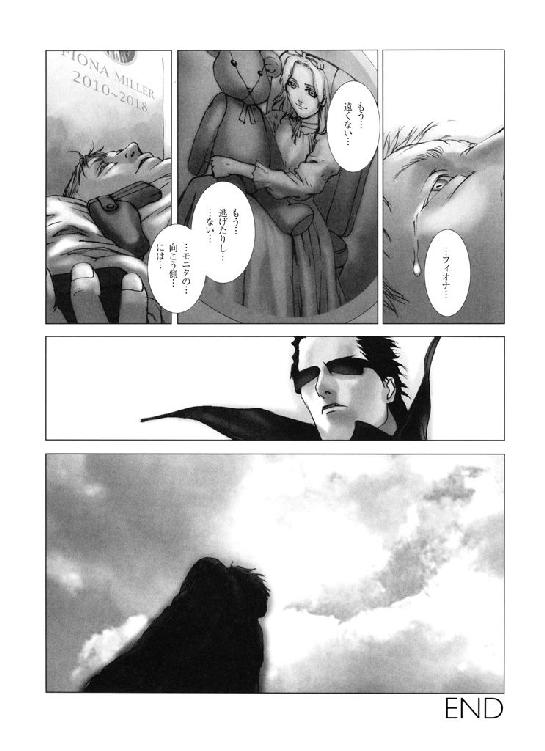 …フィオナ…
もう…
遠くない…
もう…
逃げたりし
…ない…
…モニタの…
向こう側…
には…
FIONA MILLER
2010~2018
END